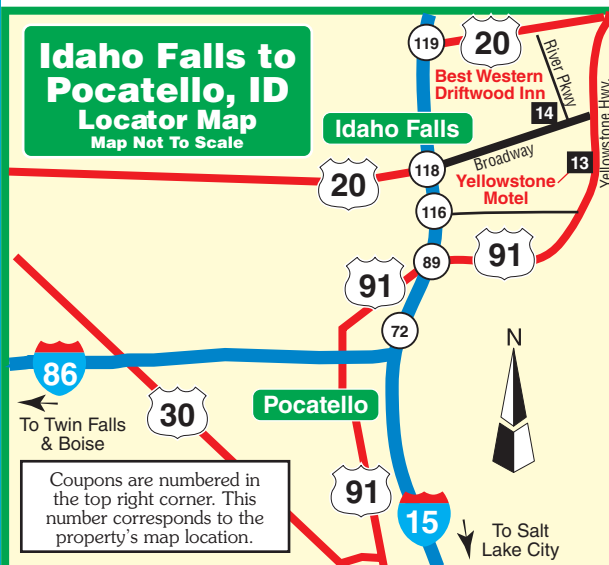 Idaho Falls to
Pocatello, ID
Locator Map
Map Not To Scale
119
20
River Pkwy
Best Western
Driftwood Inn
14
Idaho Falls
Yellowstone Hwy.
Broadway
118
13
20
Yellowstone
Motel
116
89
91
91
72
N
86
30
Pocatello
To Twin Falls
& Boise
Coupons are numbered in
the top right corner. This
number corresponds to the
property's map location.
91
15
To Salt
Lake City